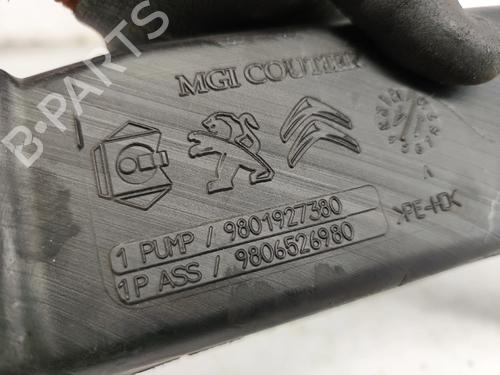 B-PARTS
MGI COUTIER
1 PUMP / 9801927380
1P ASS / 9806526980
>PE-HD<